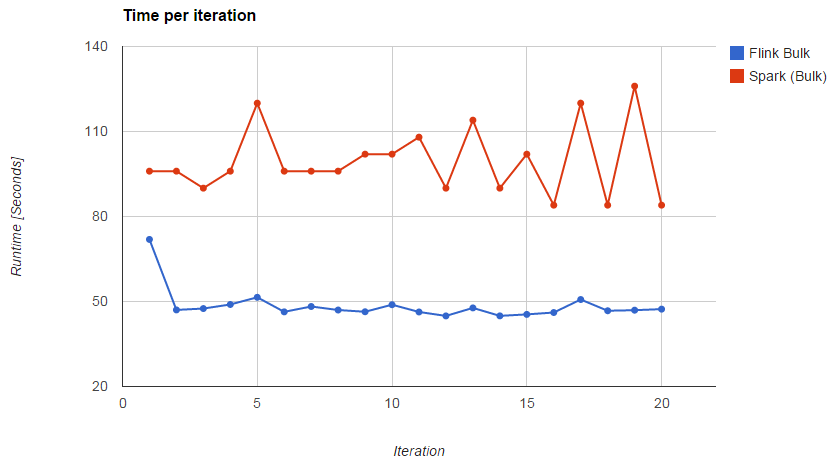 Time per iteration
140
110
80
50
20
0
5
10
15
20
Runtime [Seconds]
Iteration
Flink Bulk
Spark (Bulk)